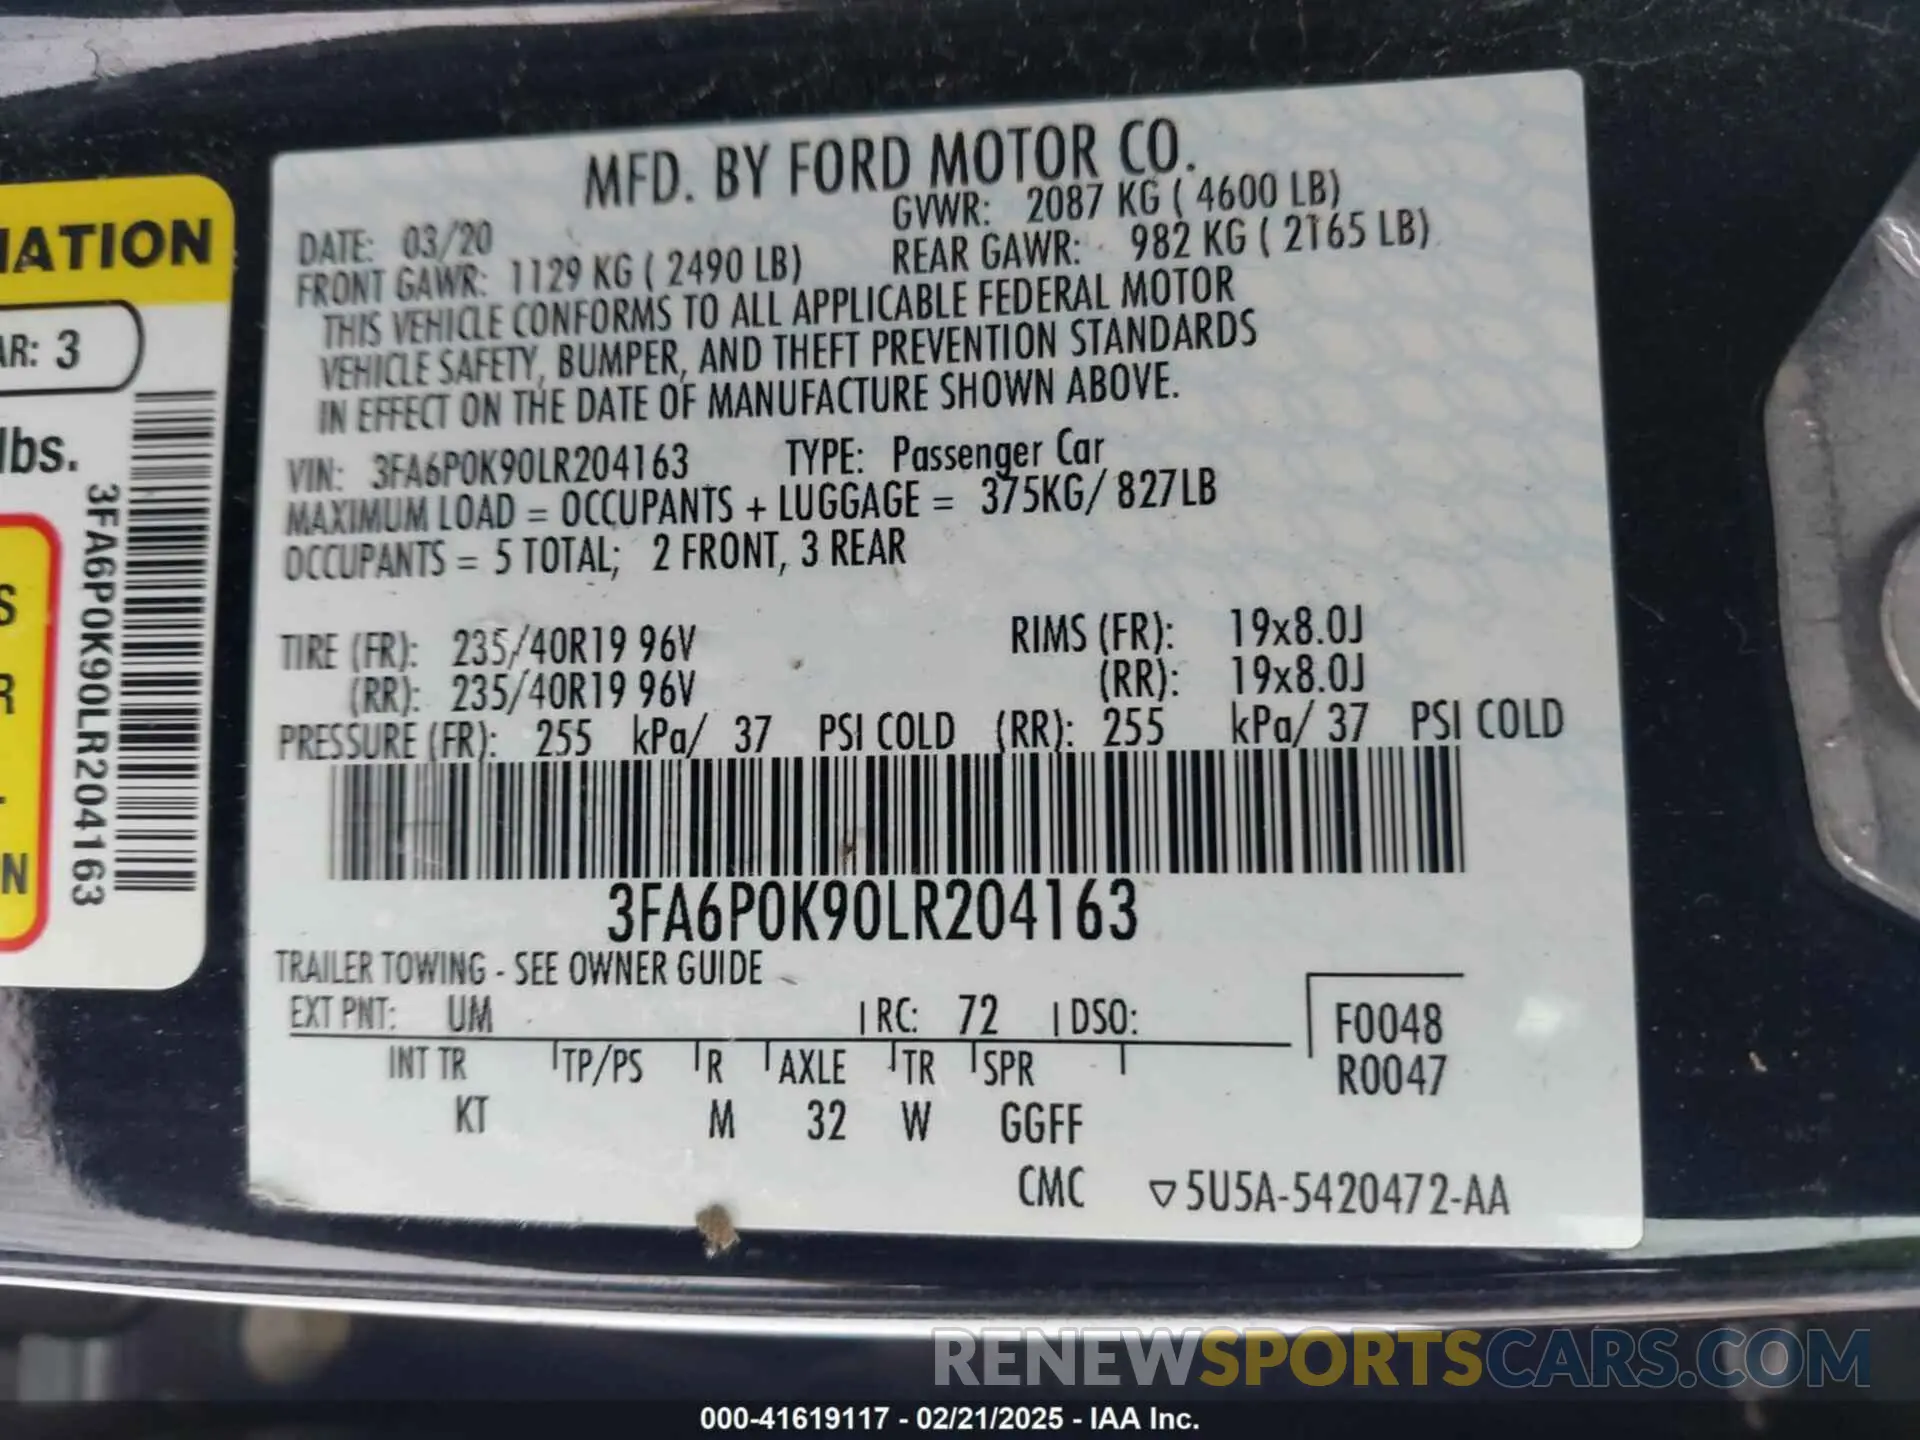 MFD. BY FORD MOTOR CO.
DATE: 03/20 GVWR: 2087 KG ( 4600 LB)
FRONT GAWR: 1129 KG ( 2490 LB) REAR GAWR: 982 KG ( 2165 LB)
THIS VEHICLE CONFORMS TO ALL APPLICABLE FEDERAL MOTOR
VEHICLE SAFETY, BUMPER, AND THEFT PREVENTION STANDARDS
IN EFFECT ON THE DATE OF MANUFACTURE SHOWN ABOVE.
VIN: 3FA6P0K90LR204163 TYPE: Passenger Car
MAXIMUM LOAD = OCCUPANTS + LUGGAGE = 375KG/ 827LB
OCCUPANTS = 5 TOTAL; 2 FRONT, 3 REAR
TIRE (FR): 235/40R19 96V RIMS (FR): 19x8.0J
(RR): 235/40R19 96V (RR): 19x8.0J
PRESSURE (FR): 255 kPa/ 37 PSI COLD (RR): 255 kPa/ 37 PSI COLD
3FA6P0K90LR204163
TRAILER TOWING - SEE OWNER GUIDE
EXT PNT: UM RC: 72 DSO: F0048
R0047
INT TR TP/PS R AXLE TR SPR
KT M 32 W GGFF
CMC ▽5U5A-5420472-AA
MATION
AR: 3
lbs.
3FA6P0K90LR204163
S
R
N
RENEWSPORTSCARS.COM
000-41619117 - 02/21/2025 - IAA Inc.